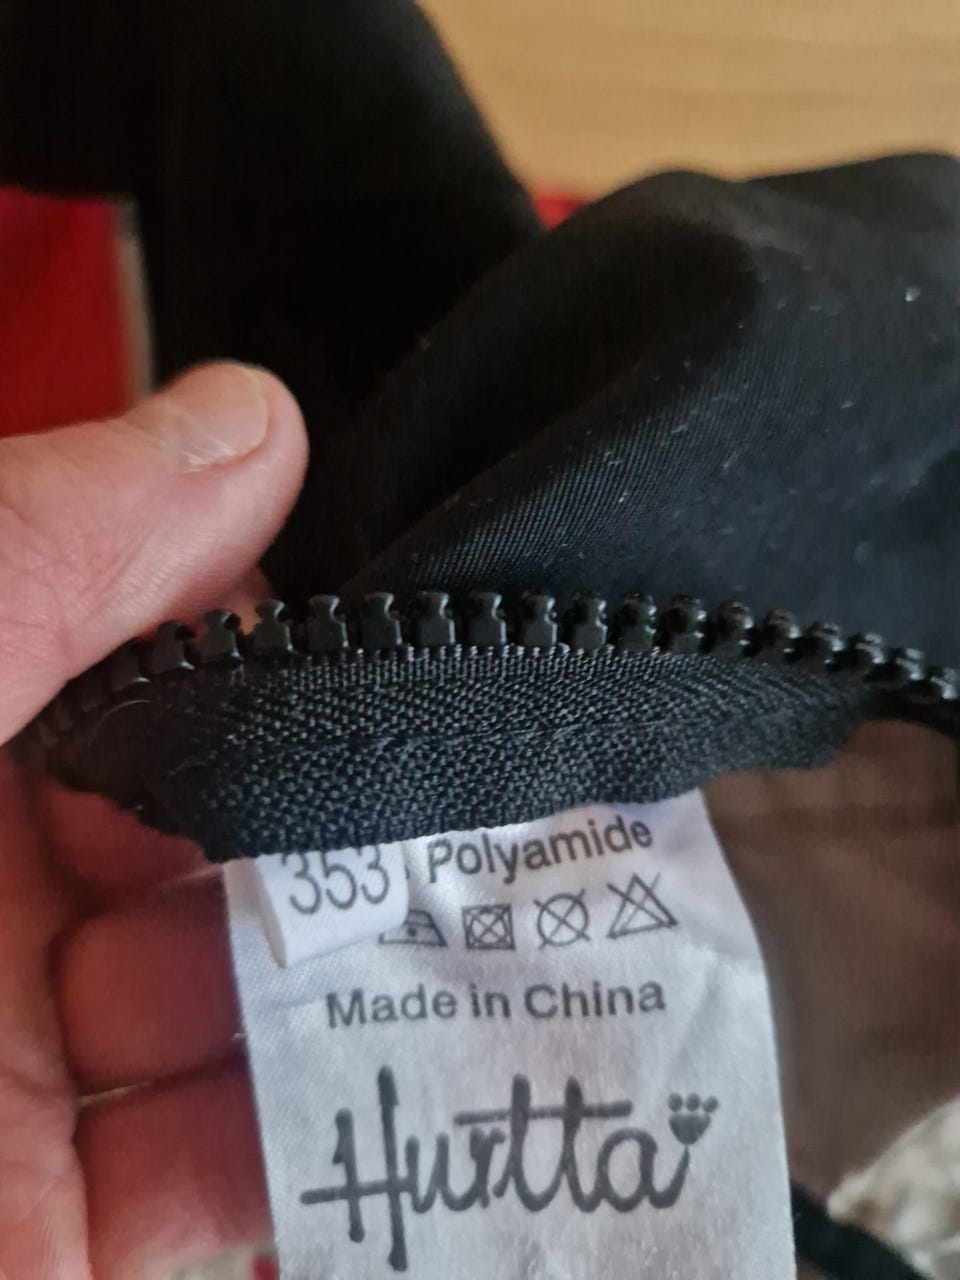 353
Polyamide
Made in China
Hurtta